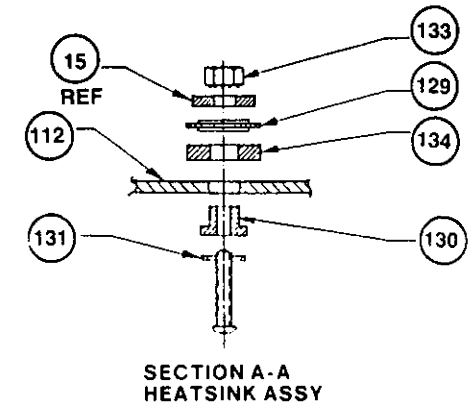 133
15
REF
129
112
134
131
130
SECTION A-A
HEATSINK ASSY